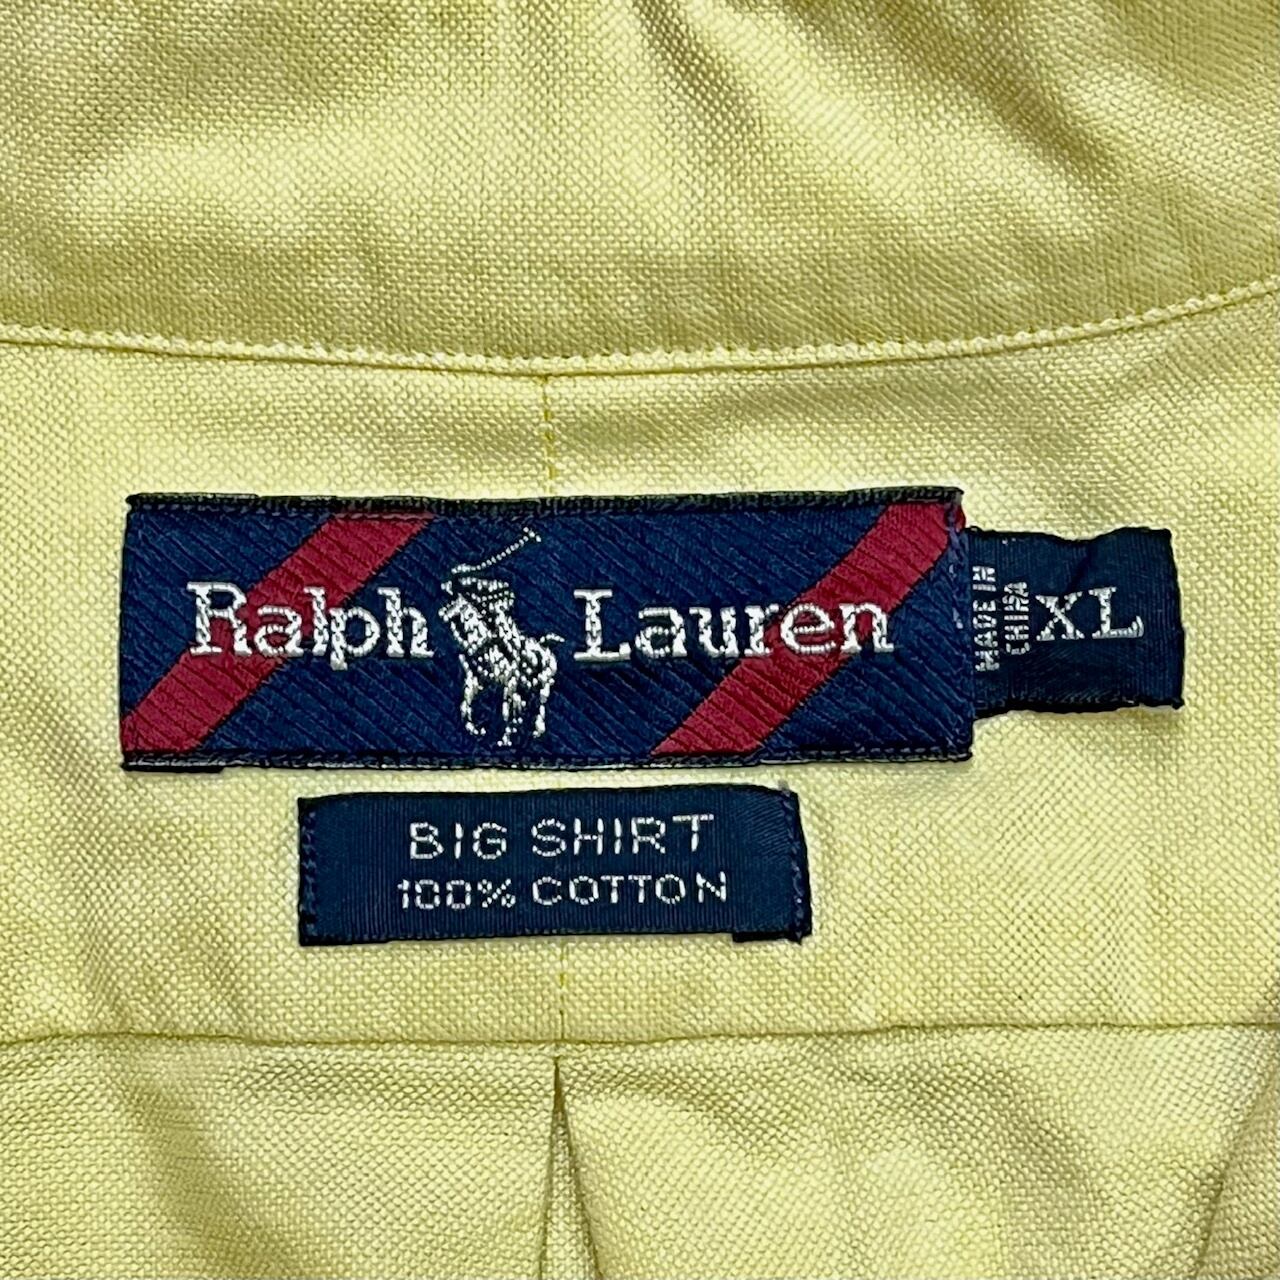 Ralph Lauren
MADE IN
CHINA
XL
BIG SHIRT
100% COTTON